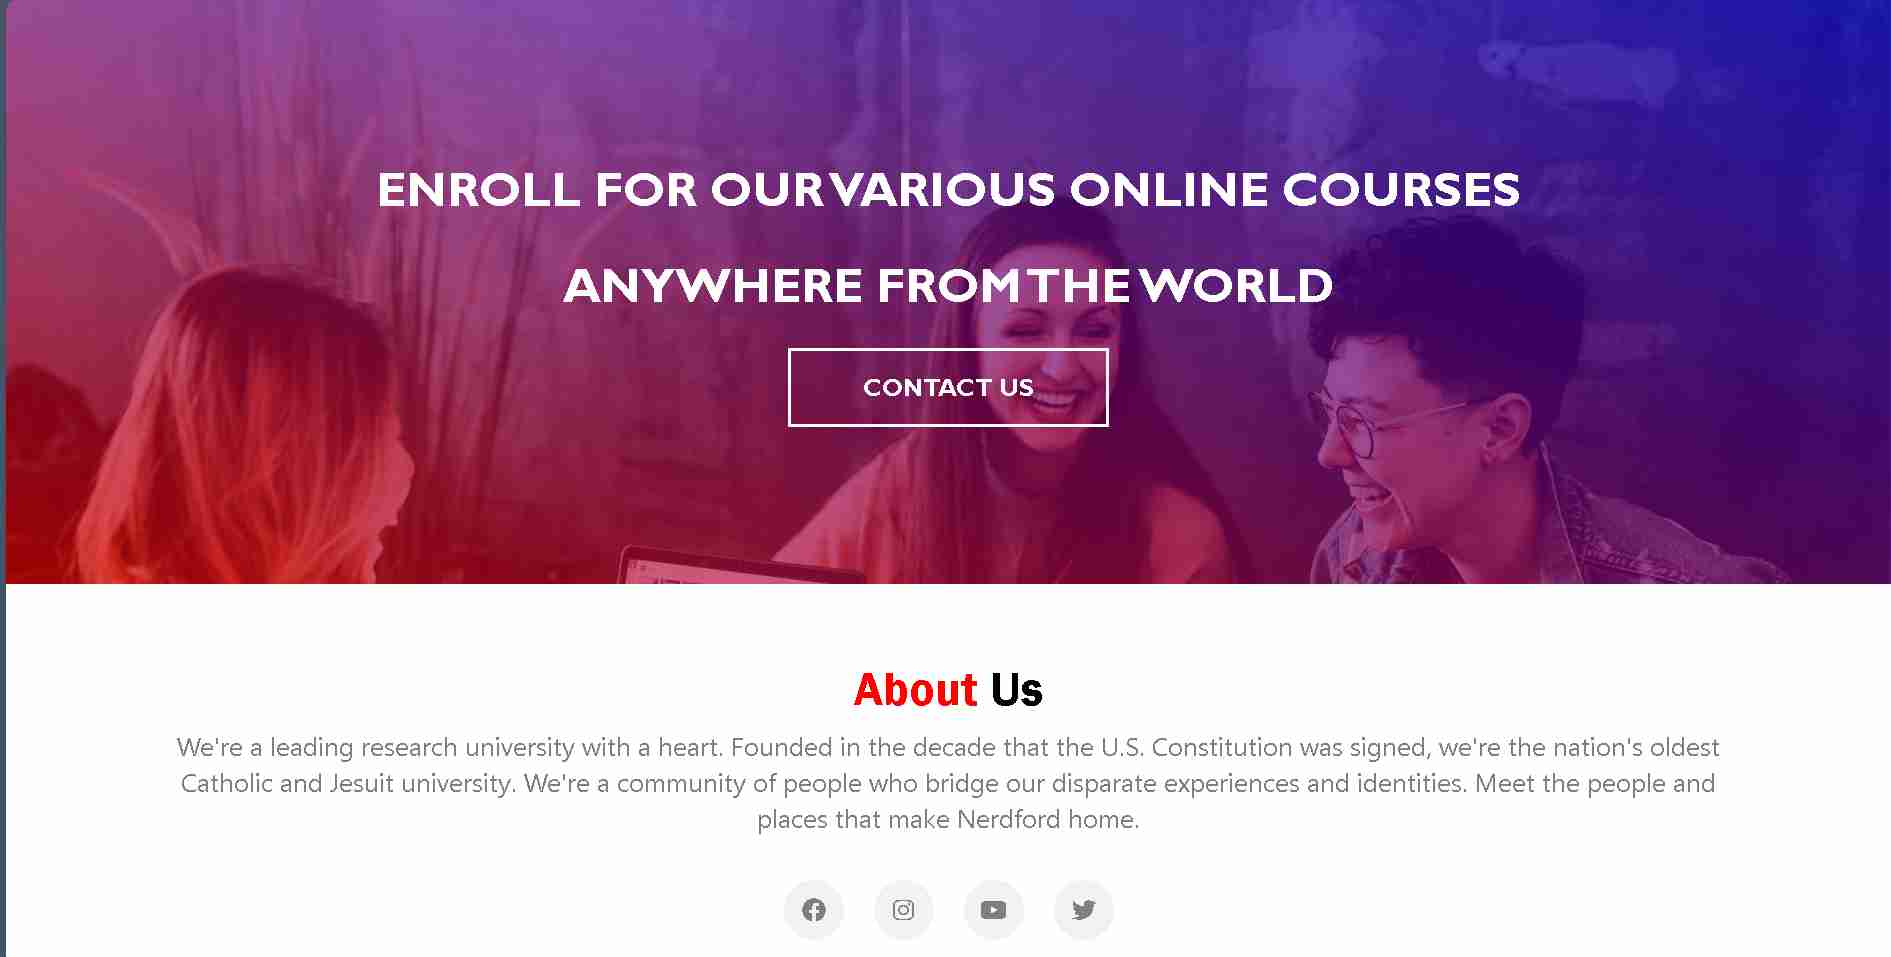 ENROLL FOR OUR VARIOUS ONLINE COURSES
ANYWHERE FROM THE WORLD
CONTACT US
About Us
We're a leading research university with a heart. Founded in the decade that the U.S. Constitution was signed, we're the nation's oldest
Catholic and Jesuit university. We're a community of people who bridge our disparate experiences and identities. Meet the people and
places that make Nerdford home.